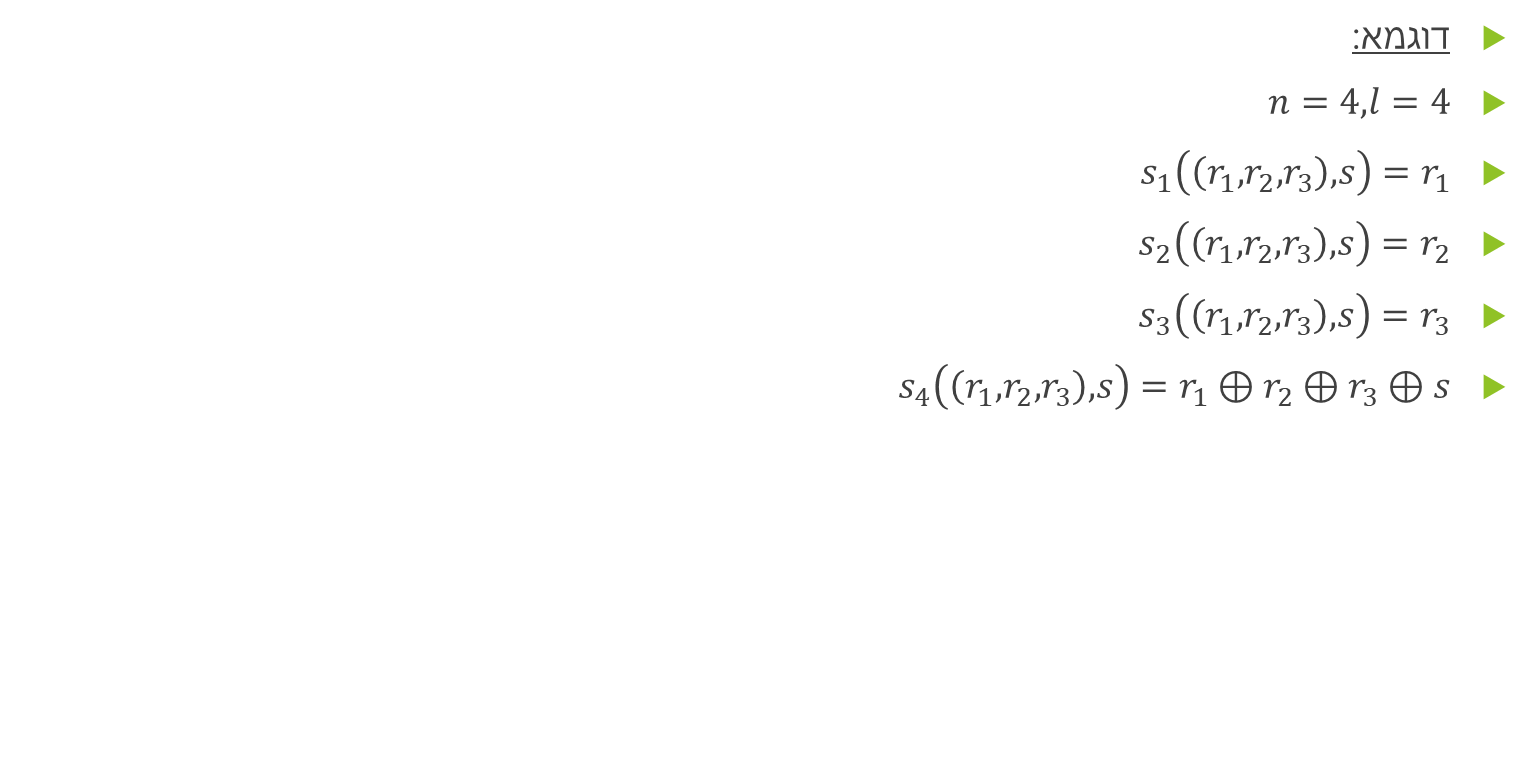 דוגמא:
n = 4,l = 4
s₁((r₁,r₂,r₃),s) = r₁
s₂((r₁,r₂,r₃),s) = r₂
s₃((r₁,r₂,r₃),s) = r₃
s₄((r₁,r₂,r₃),s) = r₁ ⊕ r₂ ⊕ r₃ ⊕ s